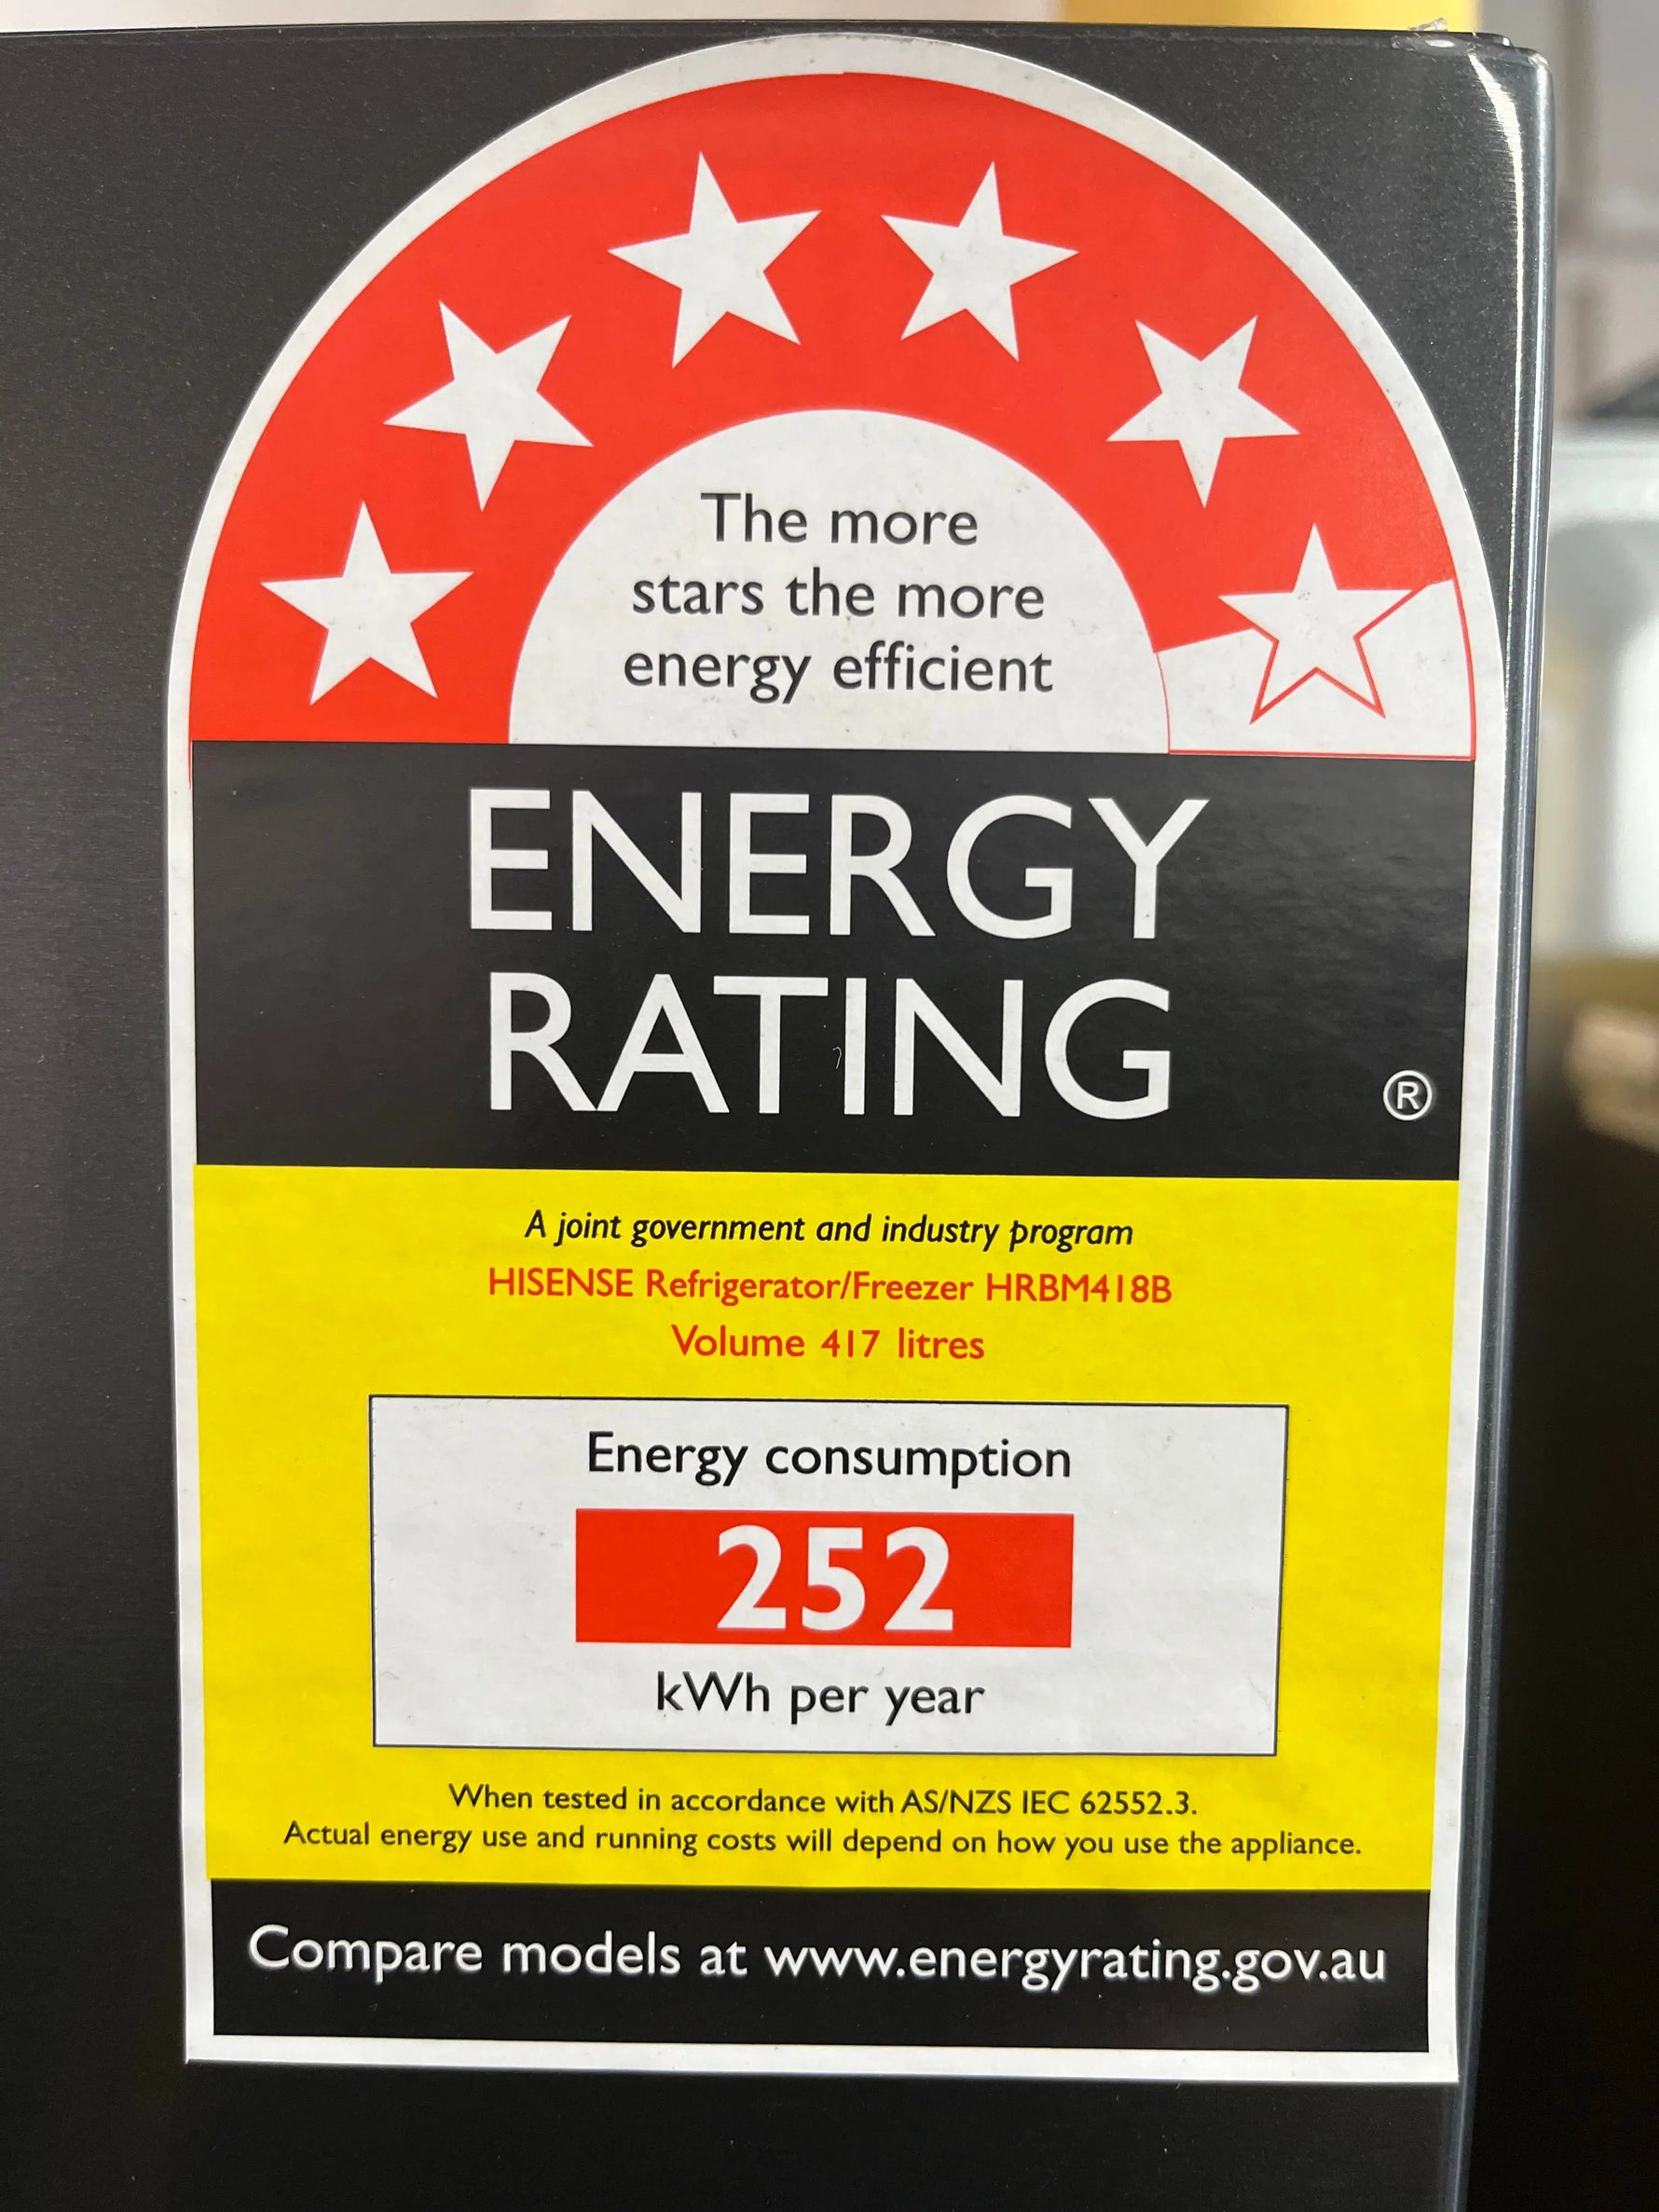 The more
stars the more
energy efficient
ENERGY
RATING
®
A joint government and industry program
HISENSE Refrigerator/Freezer HRBM418B
Volume 417 litres
Energy consumption
252
kWh per year
When tested in accordance with AS/NZS IEC 62552.3.
Actual energy use and running costs will depend on how you use the appliance.
Compare models at www.energyrating.gov.au